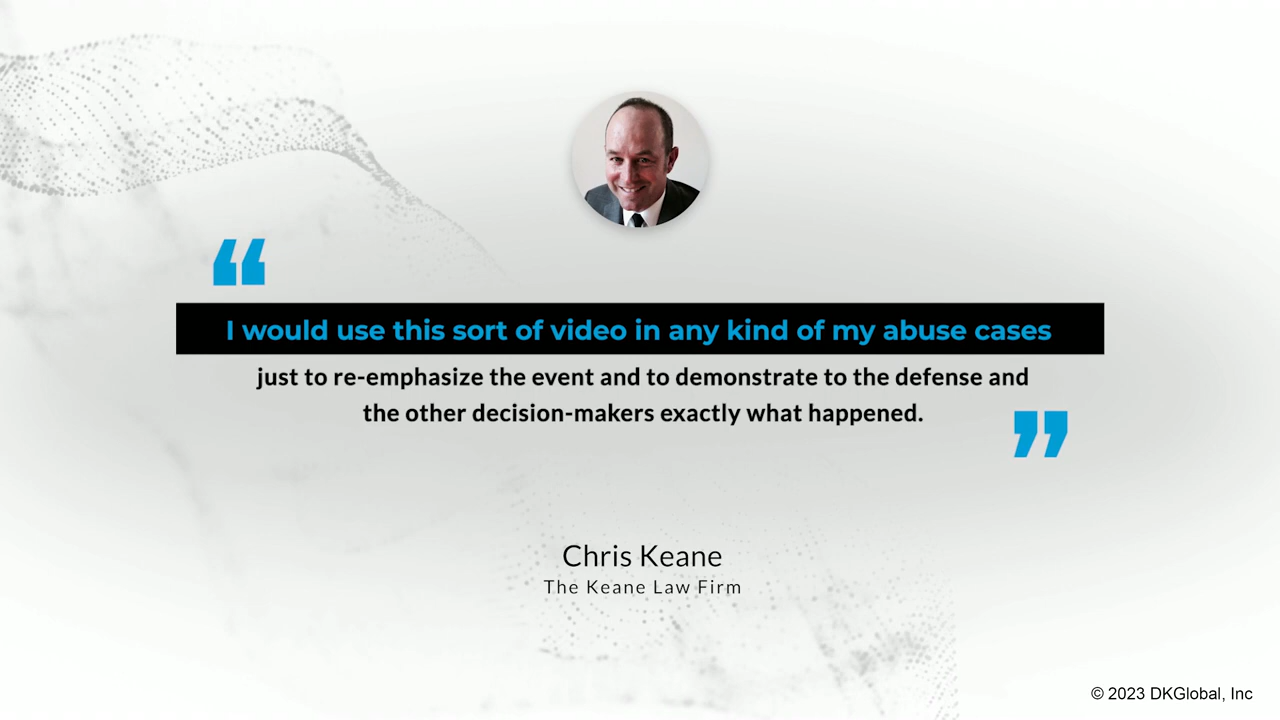 “
I would use this sort of video in any kind of my abuse cases
just to re-emphasize the event and to demonstrate to the defense and
the other decision-makers exactly what happened.
”
Chris Keane
The Keane Law Firm
© 2023 DKGlobal, Inc